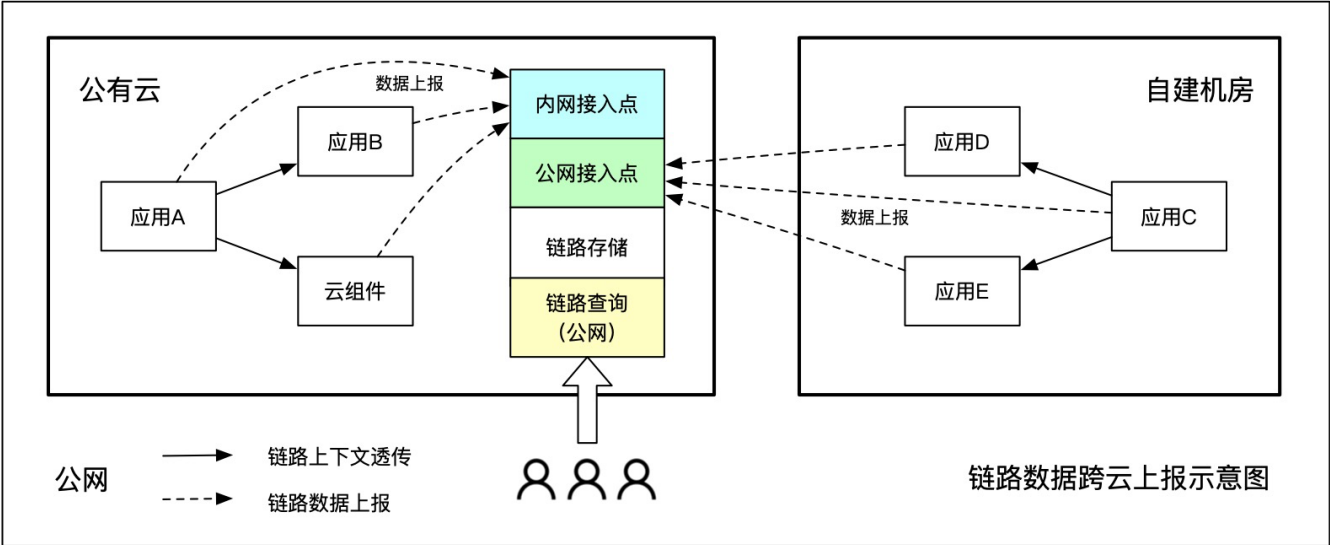 公有云
数据上报
内网接入点
应用B
公网接入点
应用A
链路存储
云组件
链路查询
（公网）
自建机房
应用D
应用C
数据上报
应用E
公网
链路上下文透传
链路数据上报
链路数据跨云上报示意图